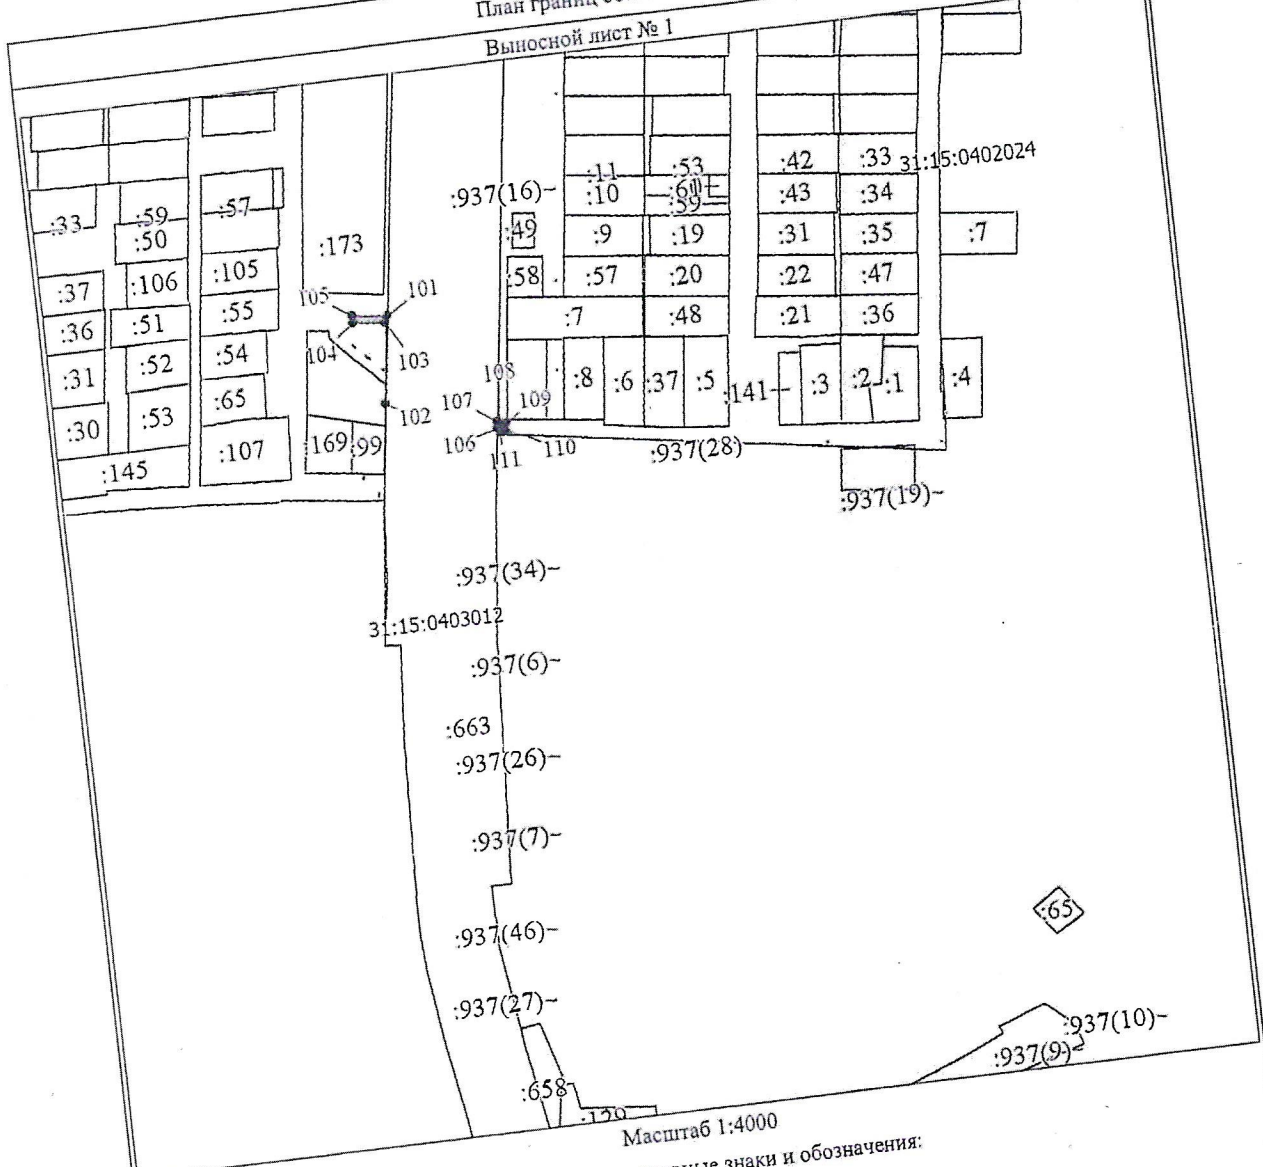 План границ
Выносной лист № 1
:11 :53 :42 :33 31:15:0402024
:937(16)~ :10 :60 :43 :34
:59
:33 :59 :57 :49 :9 :19 :31 :35 :7
:50 :173
:37 :106 :105 :58 :57 :20 :22 :47
105 101
:36 :51 :55 :7 :48 :21 :36
104 103
:31 :52 :54 108 :8 :6 :37 :5 :141 :3 :2 :1 :4
:65 102 107 109
:30 :53 106 110
:145 :107 169 :99 111 :937(28)
:937(19)~
:937(34)~
31:15:0403012
:937(6)~
:663
:937(26)~
:937(7)~
:65
:937(46)~
:937(27)~
:937(10)~
:937(9)~
:658
:129
Масштаб 1:4000
знаки и обозначения: